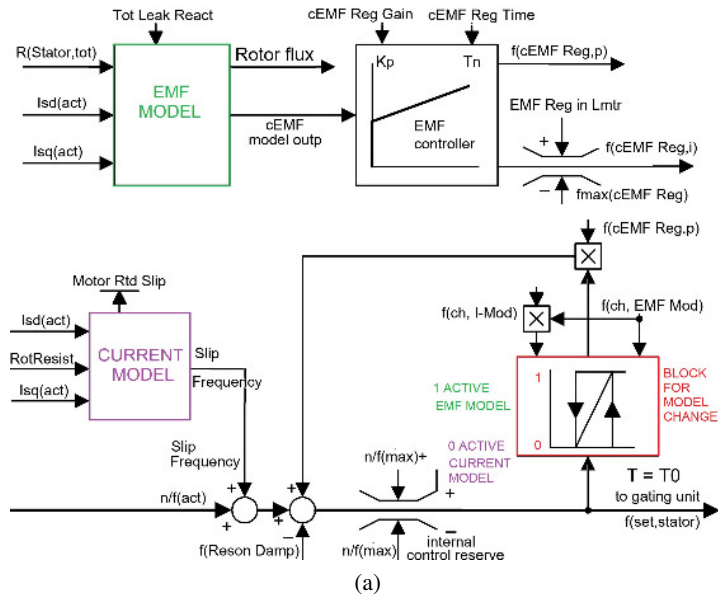 Tot Leak React
cEMF Reg Gain
cEMF Reg Time
R(Stator,tot)
EMF
MODEL
Rotor flux
Kp
Tn
f(cEMF Reg,p)
Isd(act)
cEMF
model outp
EMF
controller
EMF Reg in Lmtr
Isq(act)
+
f(cEMF Reg,i)
−
fmax(cEMF Reg)
f(cEMF Reg,p)
×
Motor Rtd Slip
f(ch, I-Mod)
f(ch, EMF Mod)
×
Isd(act)
RotResist
CURRENT
MODEL
Slip
Frequency
Isq(act)
1 ACTIVE
EMF MODEL
1
0
BLOCK
FOR
MODEL
CHANGE
Slip
Frequency
0 ACTIVE
CURRENT
MODEL
n/f(max)+
T = T0
to gating unit
n/f(act)
+
+
+
+
−
+
−
f(set,stator)
f(Reson Damp)
n/f(max)
internal
control reserve
(a)